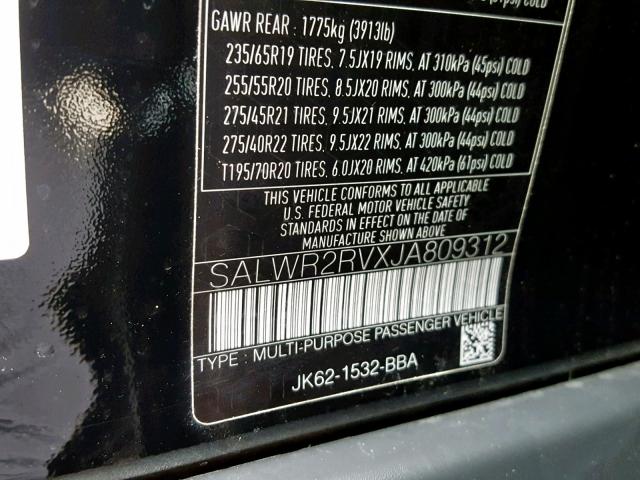 GAWR REAR : 1775kg (3913lb)
235/65R19 TIRES, 7.5JX19 RIMS, AT 310kPa (45psi) COLD
255/55R20 TIRES, 8.5JX20 RIMS, AT 300kPa (44psi) COLD
275/45R21 TIRES, 9.5JX21 RIMS, AT 300kPa (44psi) COLD
275/40R22 TIRES, 9.5JX22 RIMS, AT 300kPa (44psi) COLD
T195/70R20 TIRES, 6.0JX20 RIMS, AT 420kPa (61psi) COLD
THIS VEHICLE CONFORMS TO ALL APPLICABLE
U.S. FEDERAL MOTOR VEHICLE SAFETY
STANDARDS IN EFFECT ON THE DATE OF
MANUFACTURE SHOWN ABOVE
SALWR2RVXJA809312
TYPE : MULTI-PURPOSE PASSENGER VEHICLE
JK62-1532-BBA